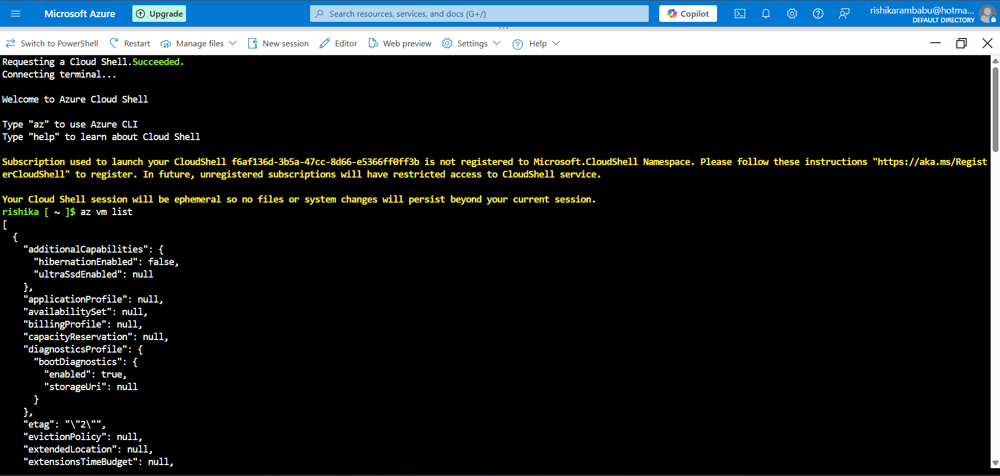 Microsoft Azure
Upgrade
Search resources, services, and docs (G+/)
Copilot
rishikarambabu@hotma...
DEFAULT DIRECTORY
Switch to PowerShell
Restart
Manage files
New session
Editor
Web preview
Settings
Help
Requesting a Cloud Shell.Succeeded.
Connecting terminal...
Welcome to Azure Cloud Shell
Type "az" to use Azure CLI
Type "help" to learn about Cloud Shell
Subscription used to launch your CloudShell f6af136d-3b5a-47cc-8d66-e5366ff0ff3b is not registered to Microsoft.CloudShell Namespace. Please follow these instructions "https://aka.ms/Regist
erCloudShell" to register. In future, unregistered subscriptions will have restricted access to CloudShell service.
Your Cloud Shell session will be ephemeral so no files or system changes will persist beyond your current session.
rishika [ ~ ]$ az vm list
[
  {
    "additionalCapabilities": {
      "hibernationEnabled": false,
      "ultraSsdEnabled": null
    },
    "applicationProfile": null,
    "availabilitySet": null,
    "billingProfile": null,
    "capacityReservation": null,
    "diagnosticsProfile": {
      "bootDiagnostics": {
        "enabled": true,
        "storageUri": null
      }
    },
    "etag": "\"2\"",
    "evictionPolicy": null,
    "extendedLocation": null,
    "extensionsTimeBudget": null,